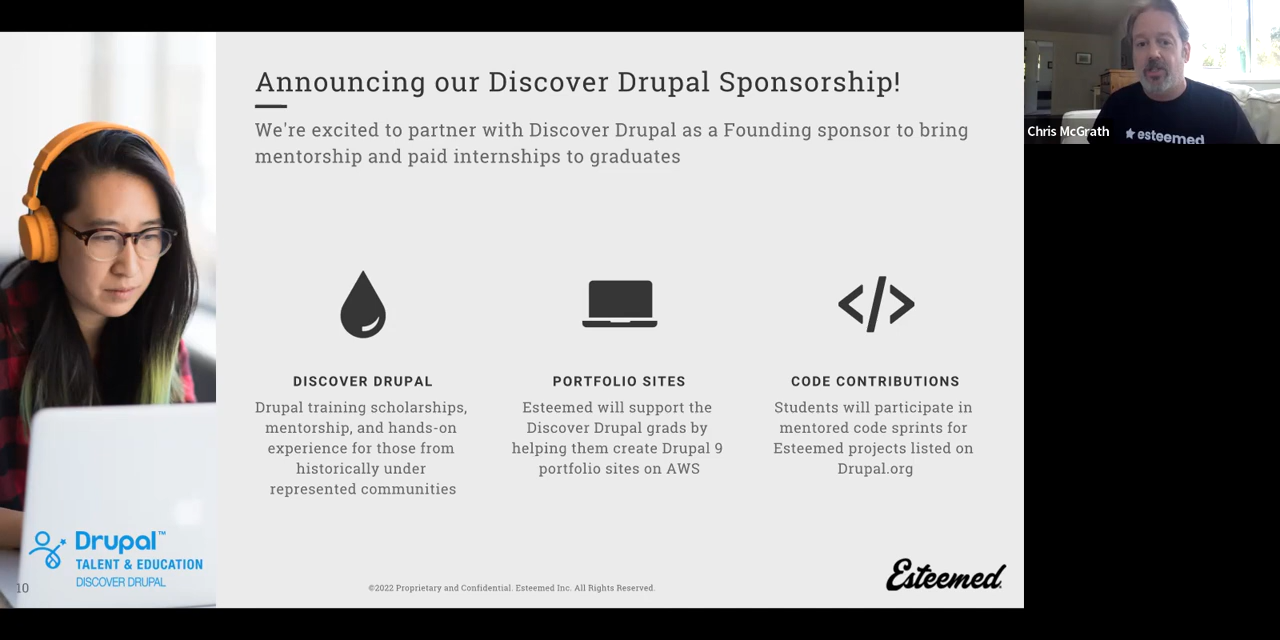 Announcing our Discover Drupal Sponsorship!
We're excited to partner with Discover Drupal as a Founding sponsor to bring
mentorship and paid internships to graduates
DISCOVER DRUPAL
Drupal training scholarships,
mentorship, and hands-on
experience for those from
historically under
represented communities
PORTFOLIO SITES
Esteemed will support the
Discover Drupal grads by
helping them create Drupal 9
portfolio sites on AWS
CODE CONTRIBUTIONS
Students will participate in
mentored code sprints for
Esteemed projects listed on
Drupal.org
Drupal™
TALENT & EDUCATION
DISCOVER DRUPAL
10
©2022 Proprietary and Confidential. Esteemed Inc. All Rights Reserved.
Esteemed
Chris McGrath
esteemed